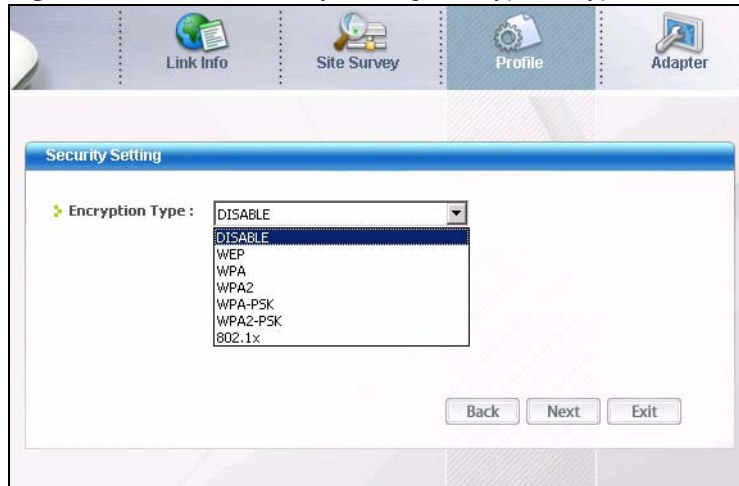 Link Info Site Survey Profile Adapter
Security Setting
Encryption Type : DISABLE
DISABLE
WEP
WPA
WPA2
WPA-PSK
WPA2-PSK
802.1x
Back Next Exit